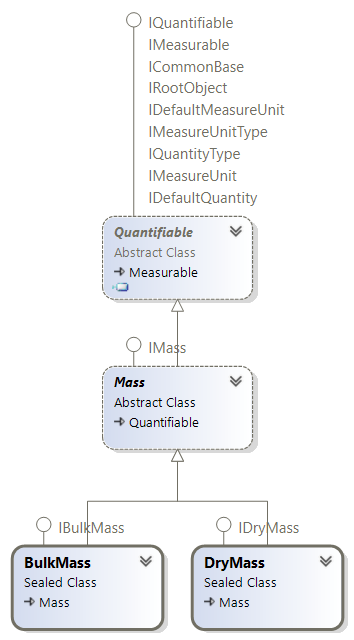 IQuantifiable
IMeasurable
ICommonBase
IRootObject
IDefaultMeasureUnit
IMeasureUnitType
IQuantityType
IMeasureUnit
IDefaultQuantity
Quantifiable
Abstract Class
Measurable
IMass
Mass
Abstract Class
Quantifiable
IBulkMass
BulkMass
Sealed Class
Mass
IDryMass
DryMass
Sealed Class
Mass